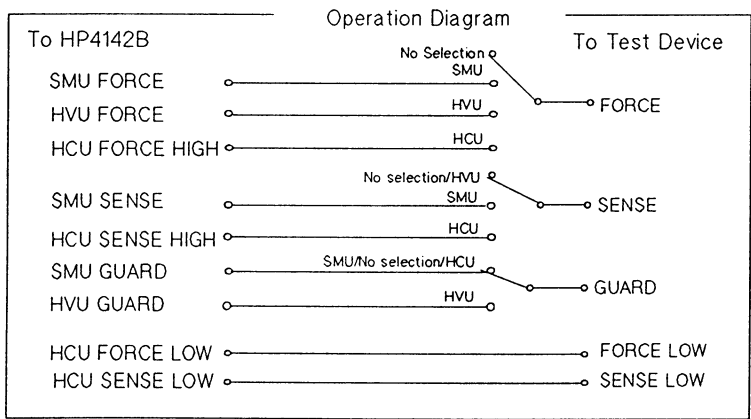 Operation Diagram
To HP4142B
To Test Device
No Selection
SMU FORCE
SMU
HVU FORCE
HVU
FORCE
HCU FORCE HIGH
HCU
No selection/HVU
SMU SENSE
SMU
SENSE
HCU SENSE HIGH
HCU
SMU GUARD
SMU/No selection/HCU
GUARD
HVU GUARD
HVU
HCU FORCE LOW
FORCE LOW
HCU SENSE LOW
SENSE LOW